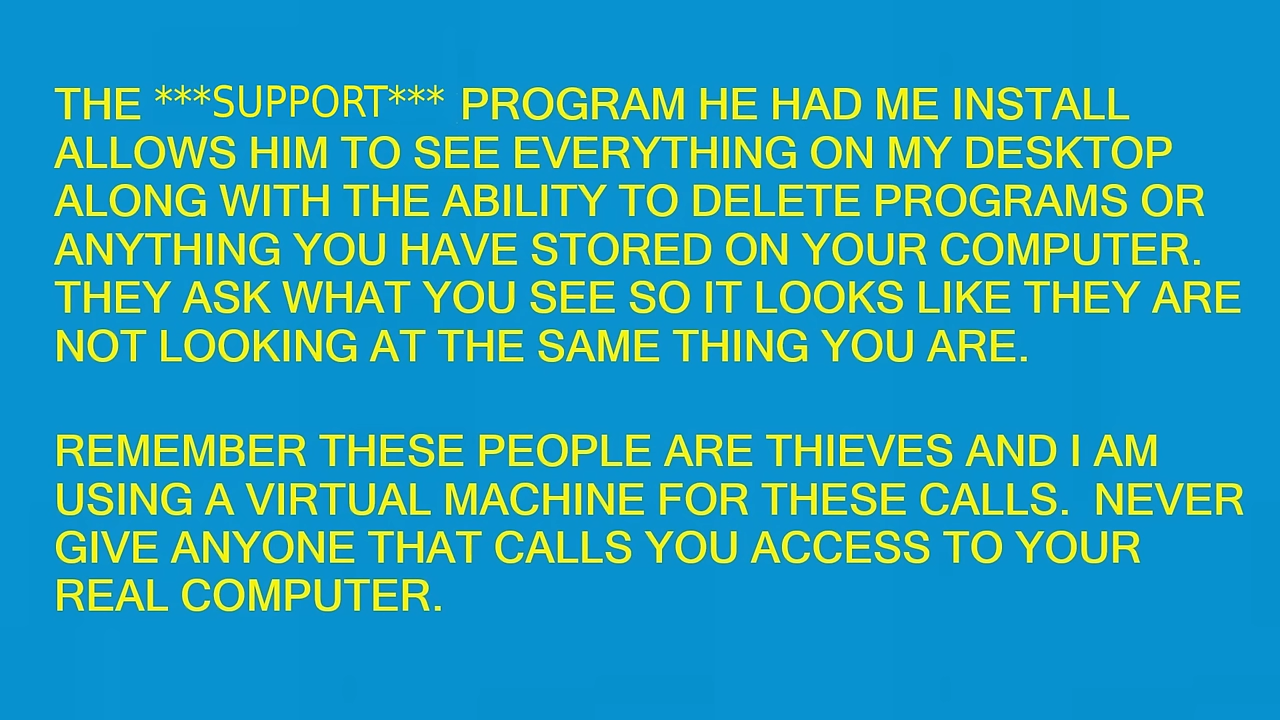 THE ***SUPPORT*** PROGRAM HE HAD ME INSTALL
ALLOWS HIM TO SEE EVERYTHING ON MY DESKTOP
ALONG WITH THE ABILITY TO DELETE PROGRAMS OR
ANYTHING YOU HAVE STORED ON YOUR COMPUTER.
THEY ASK WHAT YOU SEE SO IT LOOKS LIKE THEY ARE
NOT LOOKING AT THE SAME THING YOU ARE.
REMEMBER THESE PEOPLE ARE THIEVES AND I AM
USING A VIRTUAL MACHINE FOR THESE CALLS.  NEVER
GIVE ANYONE THAT CALLS YOU ACCESS TO YOUR
REAL COMPUTER.